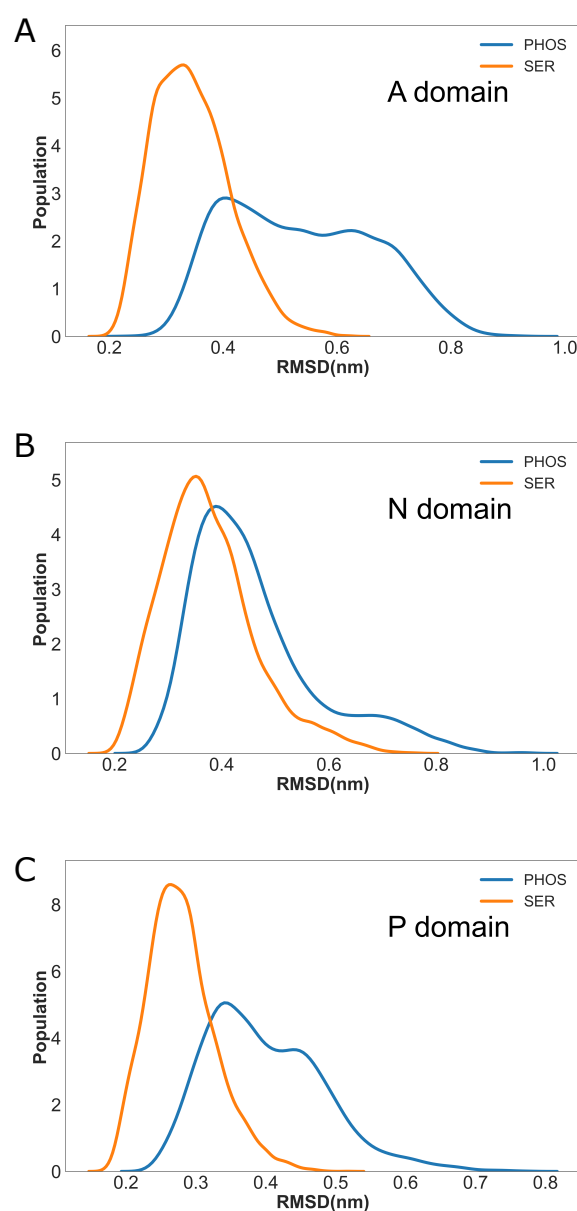 A
PHOS
SER
A domain
Population
6
5
4
3
2
1
0
0.2 0.4 0.6 0.8 1.0
RMSD(nm)
B
PHOS
SER
N domain
Population
5
4
3
2
1
0
0.2 0.4 0.6 0.8 1.0
RMSD(nm)
C
PHOS
SER
P domain
Population
8
6
4
2
0
0.2 0.3 0.4 0.5 0.6 0.7 0.8
RMSD(nm)